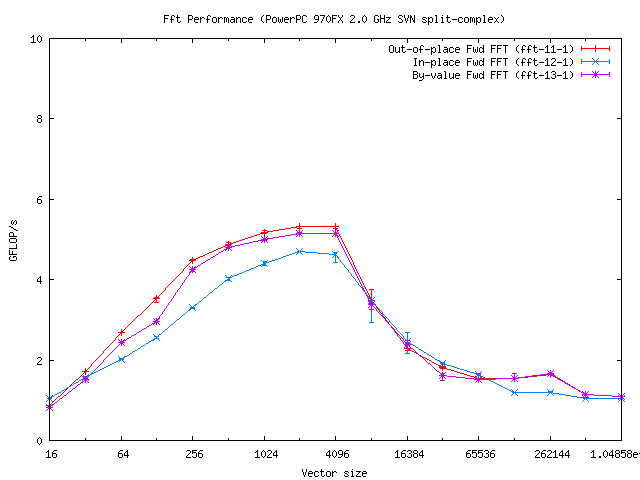 Fft Performance (PowerPC 970FX 2.0 GHz SVN split-complex)
10
8
6
4
2
0
GFLOP/s
Out-of-place Fwd FFT (fft-11-1)
In-place Fwd FFT (fft-12-1)
By-value Fwd FFT (fft-13-1)
16 64 256 1024 4096 16384 65536 262144 1.04858e+
Vector size